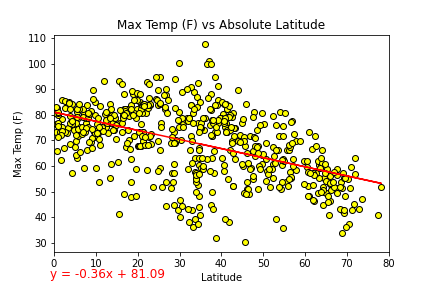 Max Temp (F) vs Absolute Latitude
Max Temp (F)
110
100
90
80
70
60
50
40
30
0 10 20 30 40 50 60 70 80
Latitude
y = -0.36x + 81.09